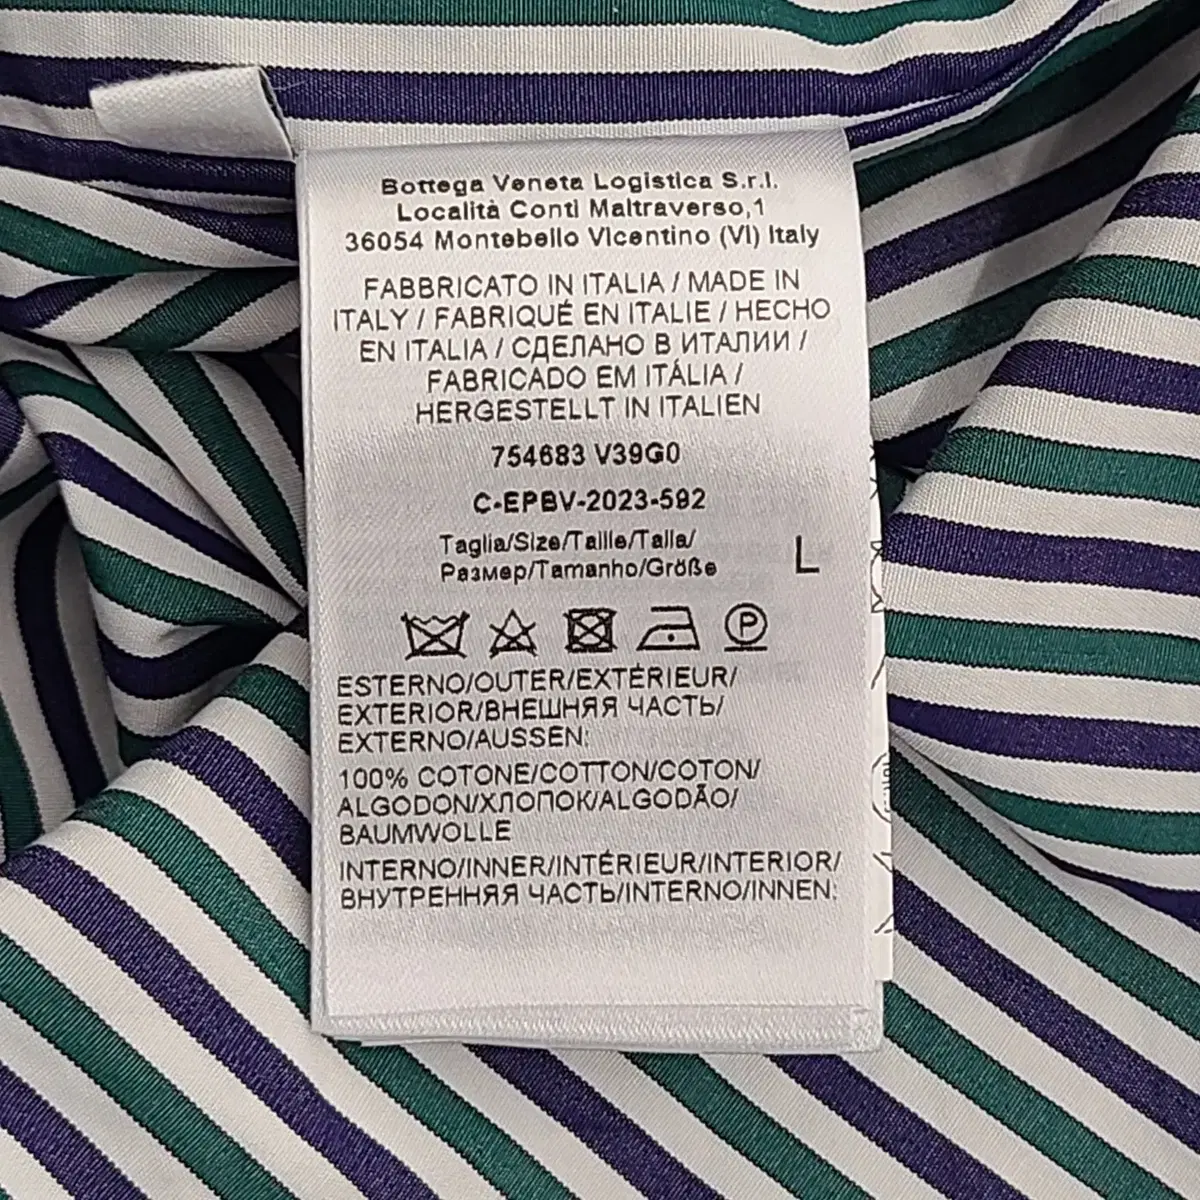 Bottega Veneta Logistica S.r.l.
Località Conti Maltraverso,1
36054 Montebello Vicentino (VI) Italy
FABBRICATO IN ITALIA / MADE IN
ITALY / FABRIQUÉ EN ITALIE / HECHO
EN ITALIA / СДЕЛАНО В ИТАЛИИ /
FABRICADO EM ITÁLIA /
HERGESTELLT IN ITALIEN
754683 V39G0
C-EPBV-2023-592
Taglia/Size/Taille/Talla/
Размер/Tamanho/Größe L
P
ESTERNO/OUTER/EXTÉRIEUR/
EXTERIOR/ВНЕШНЯЯ ЧАСТЬ/
EXTERNO/AUSSEN:
100% COTONE/COTTON/COTON/
ALGODON/ХЛОПОК/ALGODÃO/
BAUMWOLLE
INTERNO/INNER/INTÉRIEUR/INTERIOR/
ВНУТРЕННЯЯ ЧАСТЬ/INTERNO/INNEN: